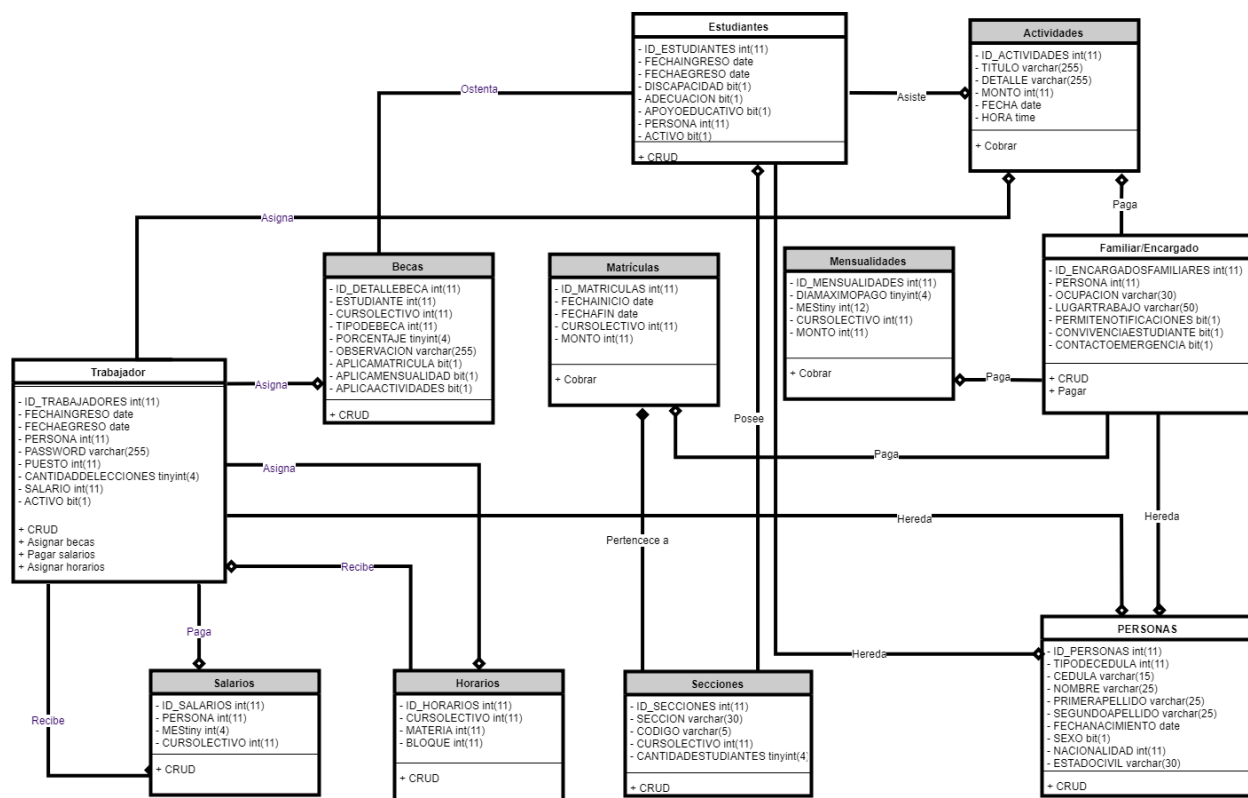 Estudiantes
- ID_ESTUDIANTES int(11)
- FECHAINGRESO date
- FECHAEGRESO date
- DISCAPACIDAD bit(1)
- ADECUACION bit(1)
- APOYOEDUCATIVO bit(1)
- PERSONA int(11)
- ACTIVO bit(1)
+ CRUD
Actividades
- ID_ACTIVIDADES int(11)
- TITULO varchar(255)
- DETALLE varchar(255)
- MONTO int(11)
- FECHA date
- HORA time
+ Cobrar
Ostenta
Asiste
Asigna
Paga
Becas
- ID_DETALLEBECA int(11)
- ESTUDIANTE int(11)
- CURSOLECTIVO int(11)
- TIPODEBECA int(11)
- PORCENTAJE tinyint(4)
- OBSERVACION varchar(255)
- APLICAMATRICULA bit(1)
- APLICAMENSUALIDAD bit(1)
- APLICAACTIVIDADES bit(1)
+ CRUD
Matrículas
- ID_MATRICULAS int(11)
- FECHAINICIO date
- FECHAFIN date
- CURSOLECTIVO int(11)
- MONTO int(11)
+ Cobrar
Mensualidades
- ID_MENSUALIDADES int(11)
- DIAMAXIMOPAGO tinyint(4)
- MEStiny int(12)
- CURSOLECTIVO int(11)
- MONTO int(11)
+ Cobrar
Familiar/Encargado
- ID_ENCARGADOSFAMILIARES int(11)
- PERSONA int(11)
- OCUPACION varchar(30)
- LUGARTRABAJO varchar(50)
- PERMITENOTIFICACIONES bit(1)
- CONVIVENCIAESTUDIANTE bit(1)
- CONTACTOEMERGENCIA bit(1)
+ CRUD
+ Pagar
Trabajador
- ID_TRABAJADORES int(11)
- FECHAINGRESO date
- FECHAEGRESO date
- PERSONA int(11)
- PASSWORD varchar(255)
- PUESTO int(11)
- CANTIDADDELECCIONES tinyint(4)
- SALARIO int(11)
- ACTIVO bit(1)
+ CRUD
+ Asignar becas
+ Pagar salarios
+ Asignar horarios
Asigna
Paga
Posee
Asigna
Paga
Hereda
Hereda
Pertencece a
Recibe
Paga
Hereda
Recibe
Salarios
- ID_SALARIOS int(11)
- PERSONA int(11)
- MEStiny int(4)
- CURSOLECTIVO int(11)
+ CRUD
Horarios
- ID_HORARIOS int(11)
- CURSOLECTIVO int(11)
- MATERIA int(11)
- BLOQUE int(11)
+ CRUD
Secciones
- ID_SECCIONES int(11)
- SECCION varchar(30)
- CODIGO varchar(5)
- CURSOLECTIVO int(11)
- CANTIDADESTUDIANTES tinyint(4)
+ CRUD
PERSONAS
- ID_PERSONAS int(11)
- TIPODECEDULA int(11)
- CEDULA varchar(15)
- NOMBRE varchar(25)
- PRIMERAPELLIDO varchar(25)
- SEGUNDOAPELLIDO varchar(25)
- FECHANACIMIENTO date
- SEXO bit(1)
- NACIONALIDAD int(11)
- ESTADOCIVIL varchar(30)
+ CRUD